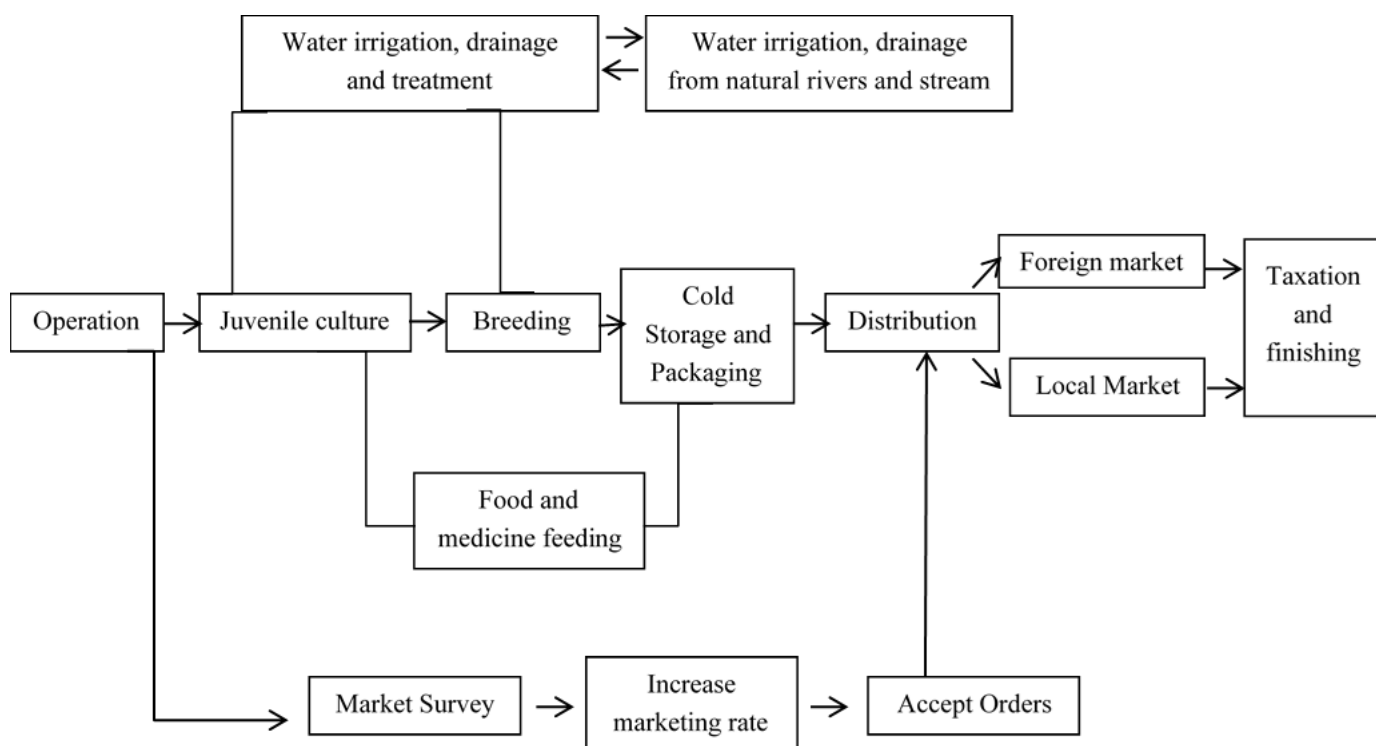 Water irrigation, drainage
and treatment
Water irrigation, drainage
from natural rivers and stream
Operation
Juvenile culture
Breeding
Cold
Storage and
Packaging
Distribution
Foreign market
Local Market
Taxation
and
finishing
Food and
medicine feeding
Market Survey
Increase
marketing rate
Accept Orders